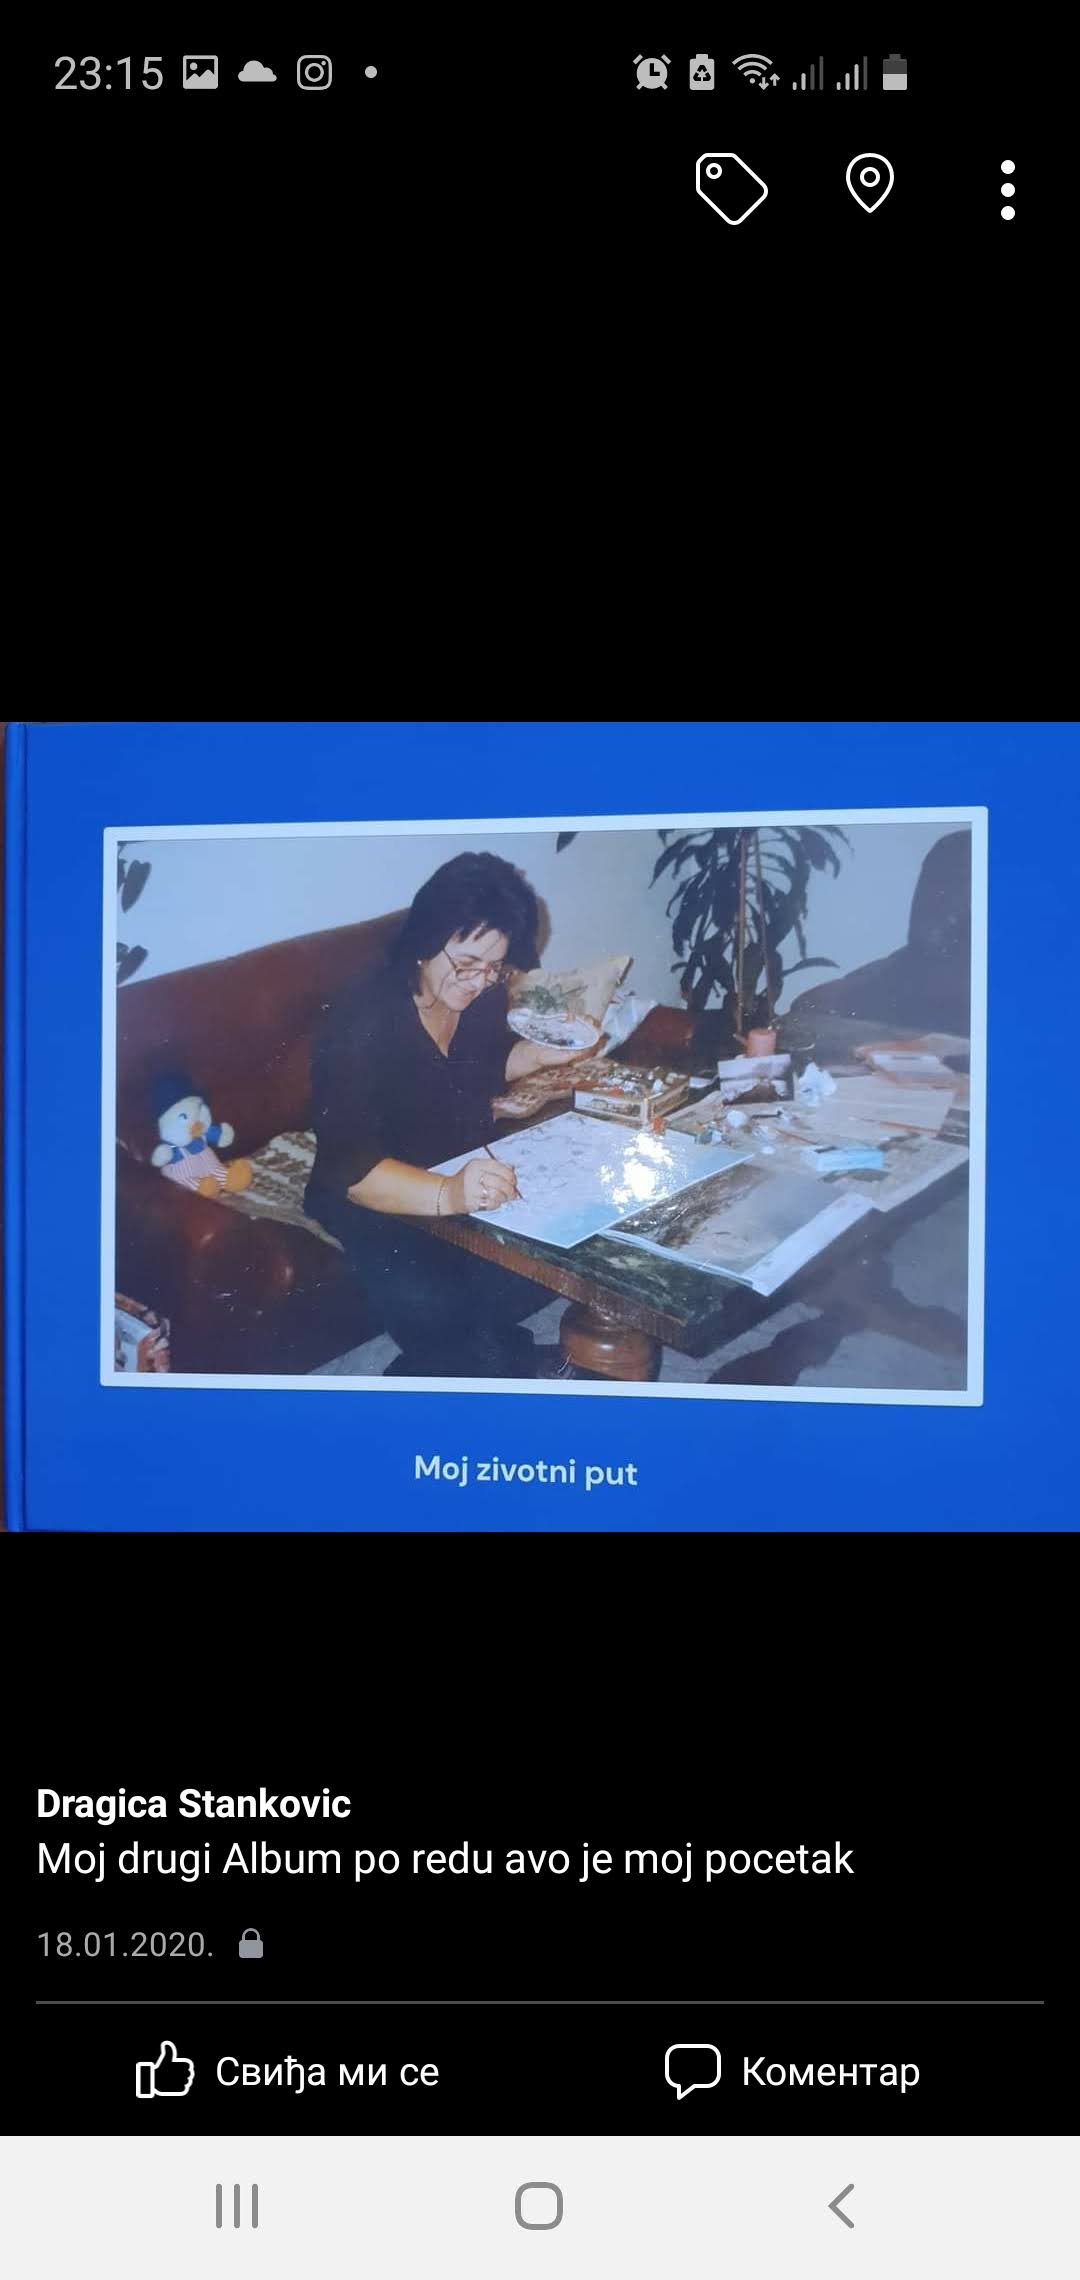 23:15
Moj zivotni put
Dragica Stankovic
Moj drugi Album po redu avo je moj pocetak
18.01.2020.
Свиђа ми се
Коментар